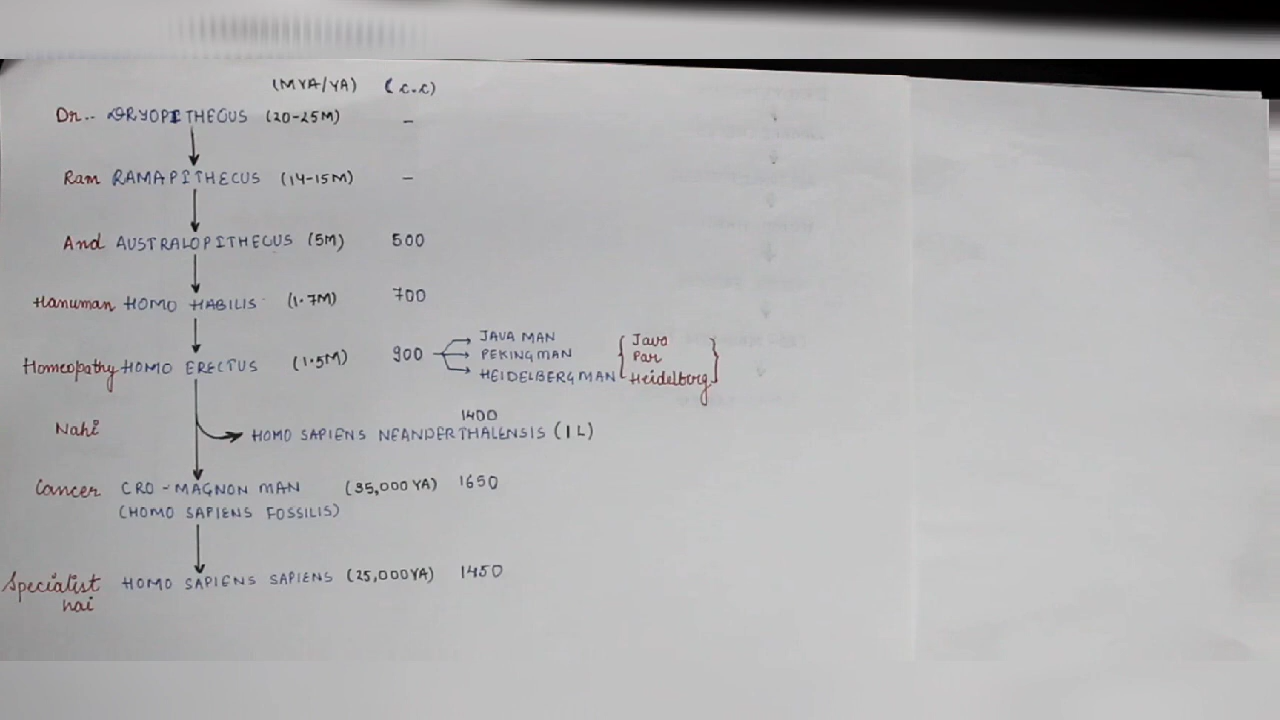 (MYA/YA) (C.C)
Dr.. DRYOPITHECUS (20-25M) –
Ram RAMAPITHECUS (14-15M) –
And AUSTRALOPITHECUS (5M) 500
Hanuman HOMO HABILIS (1.7M) 700
Homeopathy HOMO ERECTUS (1.5M) 900
JAVA MAN { Java }
PEKING MAN Par
HEIDELBERG MAN Heidelberg
1400
Nahi HOMO SAPIENS NEANDERTHALENSIS (1L)
Cancer CRO-MAGNON MAN (35,000 YA) 1650
(HOMO SAPIENS FOSSILIS)
Specialist HOMO SAPIENS SAPIENS (25,000YA) 1450
hai